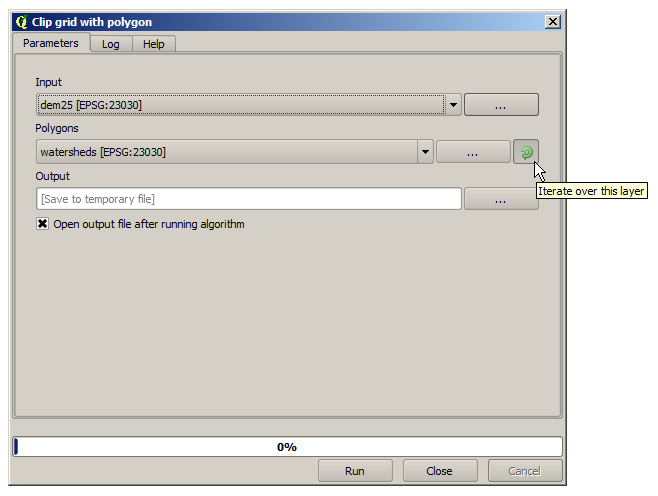 Clip grid with polygon
Parameters
Log
Help
Input
dem25 [EPSG:23030]
...
Polygons
watersheds [EPSG:23030]
...
Iterate over this layer
Output
[Save to temporary file]
...
Open output file after running algorithm
0%
Run
Close
Cancel